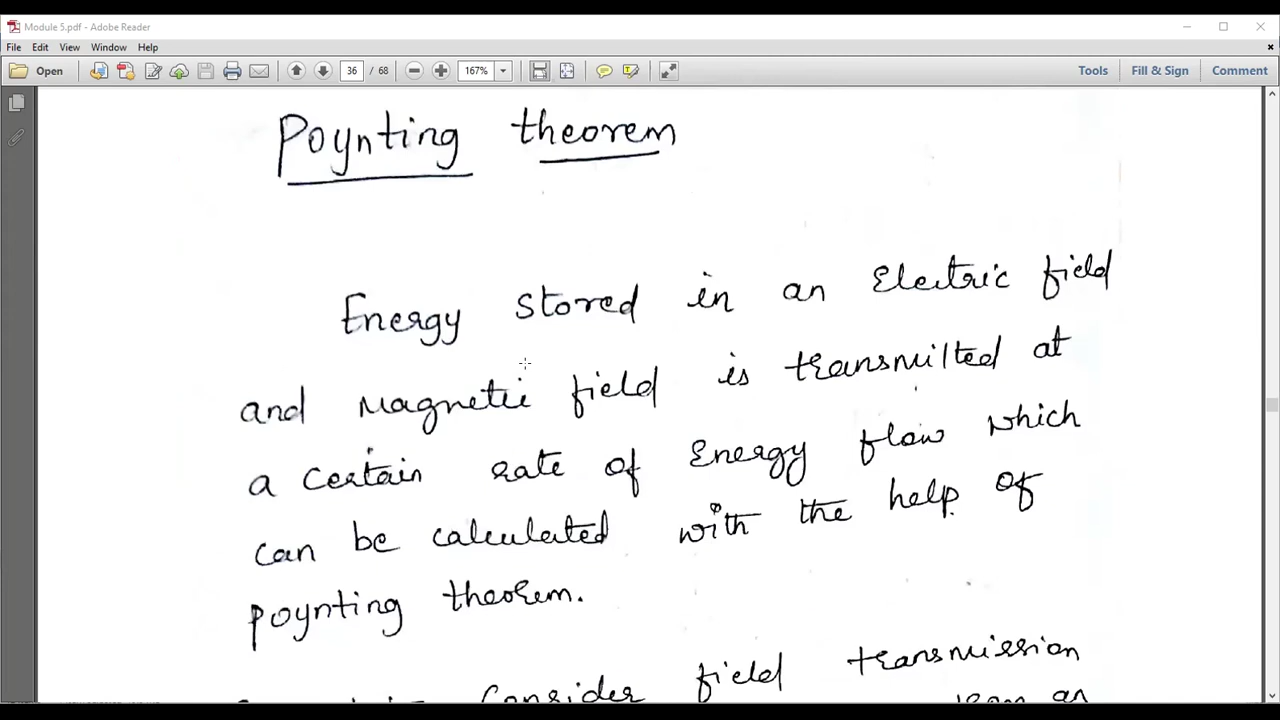 Module 5.pdf - Adobe Reader
File Edit View Window Help
Open 36 / 68 167% Tools Fill & Sign Comment
Poynting theorem
Energy stored in an Electric field
and Magnetic field is transmitted at
a certain rate of Energy flow which
can be calculated with the help of
poynting theorem.
consider field transmission